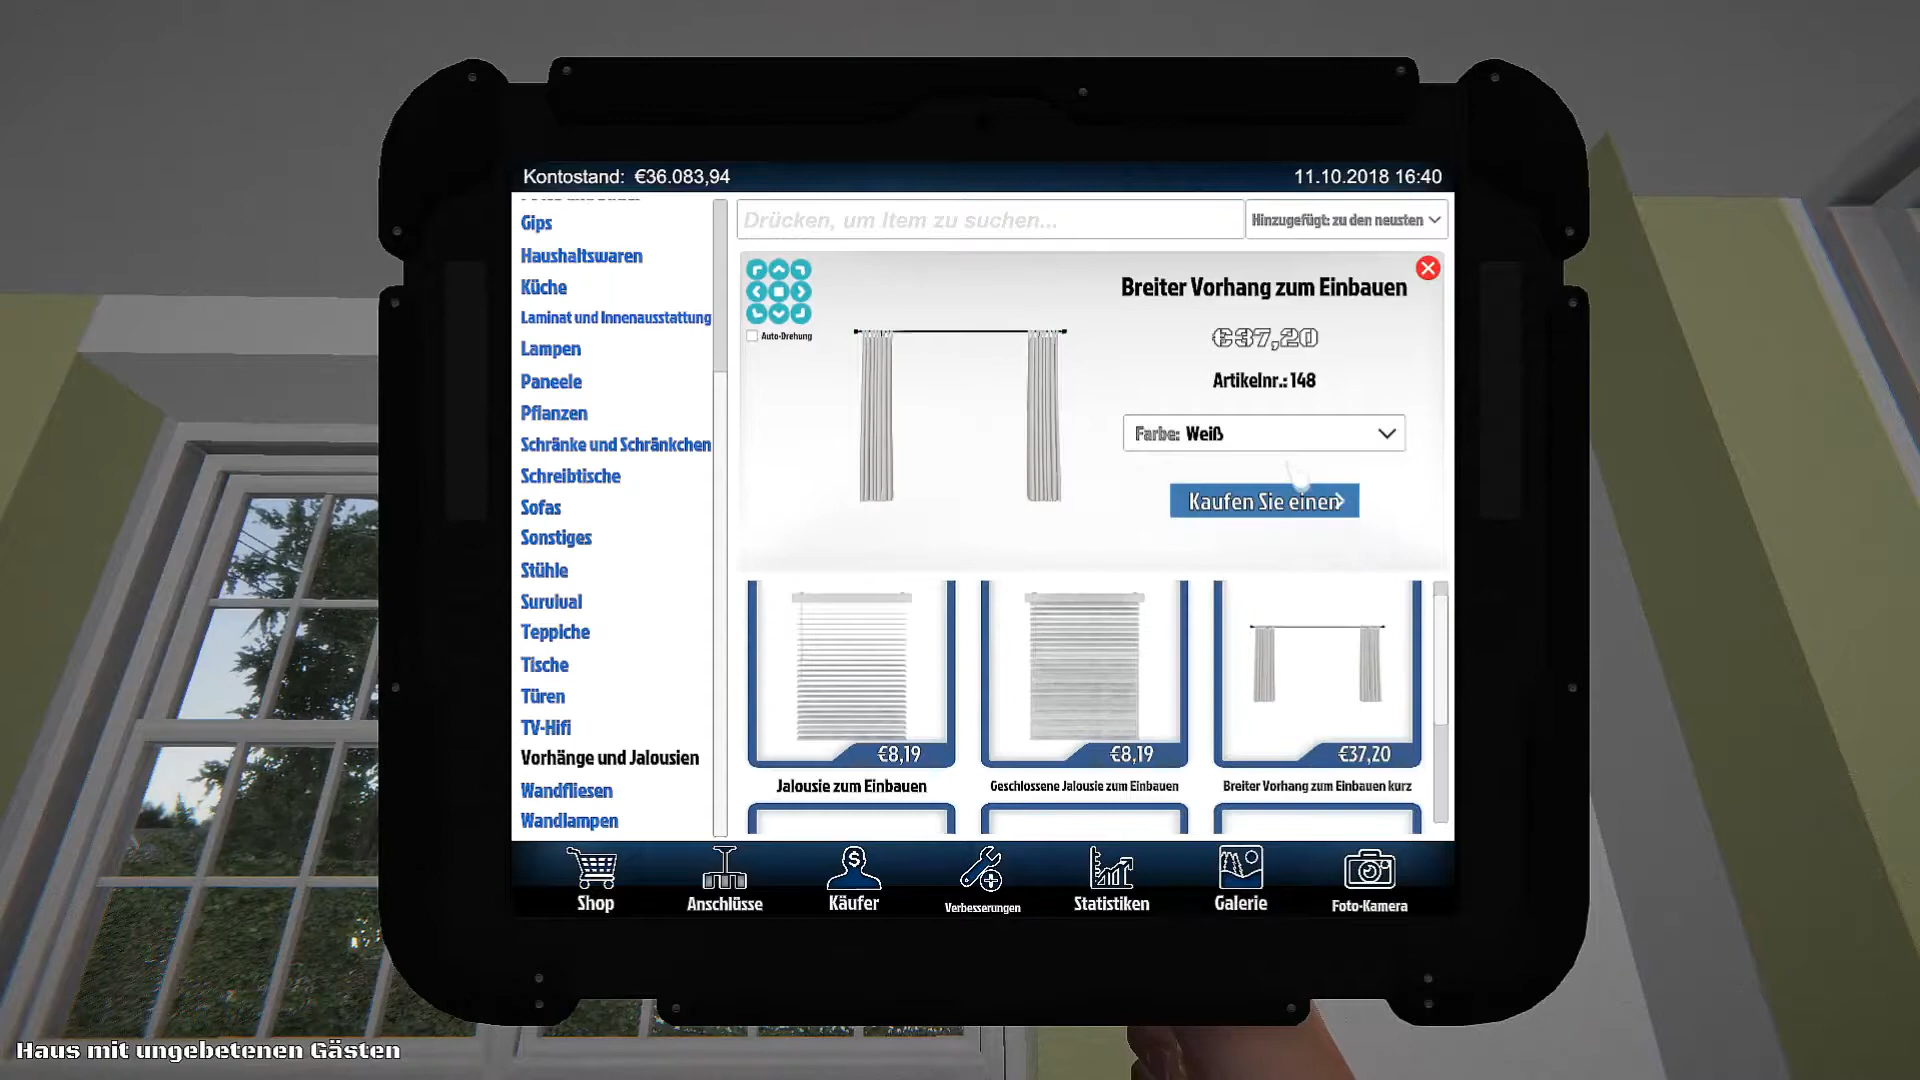 Kontostand: €36.083,94
11.10.2018 16:40
Gips
Haushaltswaren
Küche
Laminat und Innenausstattung
Lampen
Paneele
Pflanzen
Schränke und Schränkchen
Schreibtische
Sofas
Sonstiges
Stühle
Survival
Teppiche
Tische
Türen
TV-Hifi
Vorhänge und Jalousien
Wandfliesen
Wandlampen
Drücken, um Item zu suchen...
Hinzugefügt: zu den neusten
Auto-Drehung
Breiter Vorhang zum Einbauen
€37,20
Artikelnr.: 148
Farbe: Weiß
Kaufen Sie einen
€8,19
€8,19
€37,20
Jalousie zum Einbauen
Geschlossene Jalousie zum Einbauen
Breiter Vorhang zum Einbauen kurz
Shop
Anschlüsse
Käufer
Verbesserungen
Statistiken
Galerie
Foto-Kamera
Haus mit ungebetenen Gästen